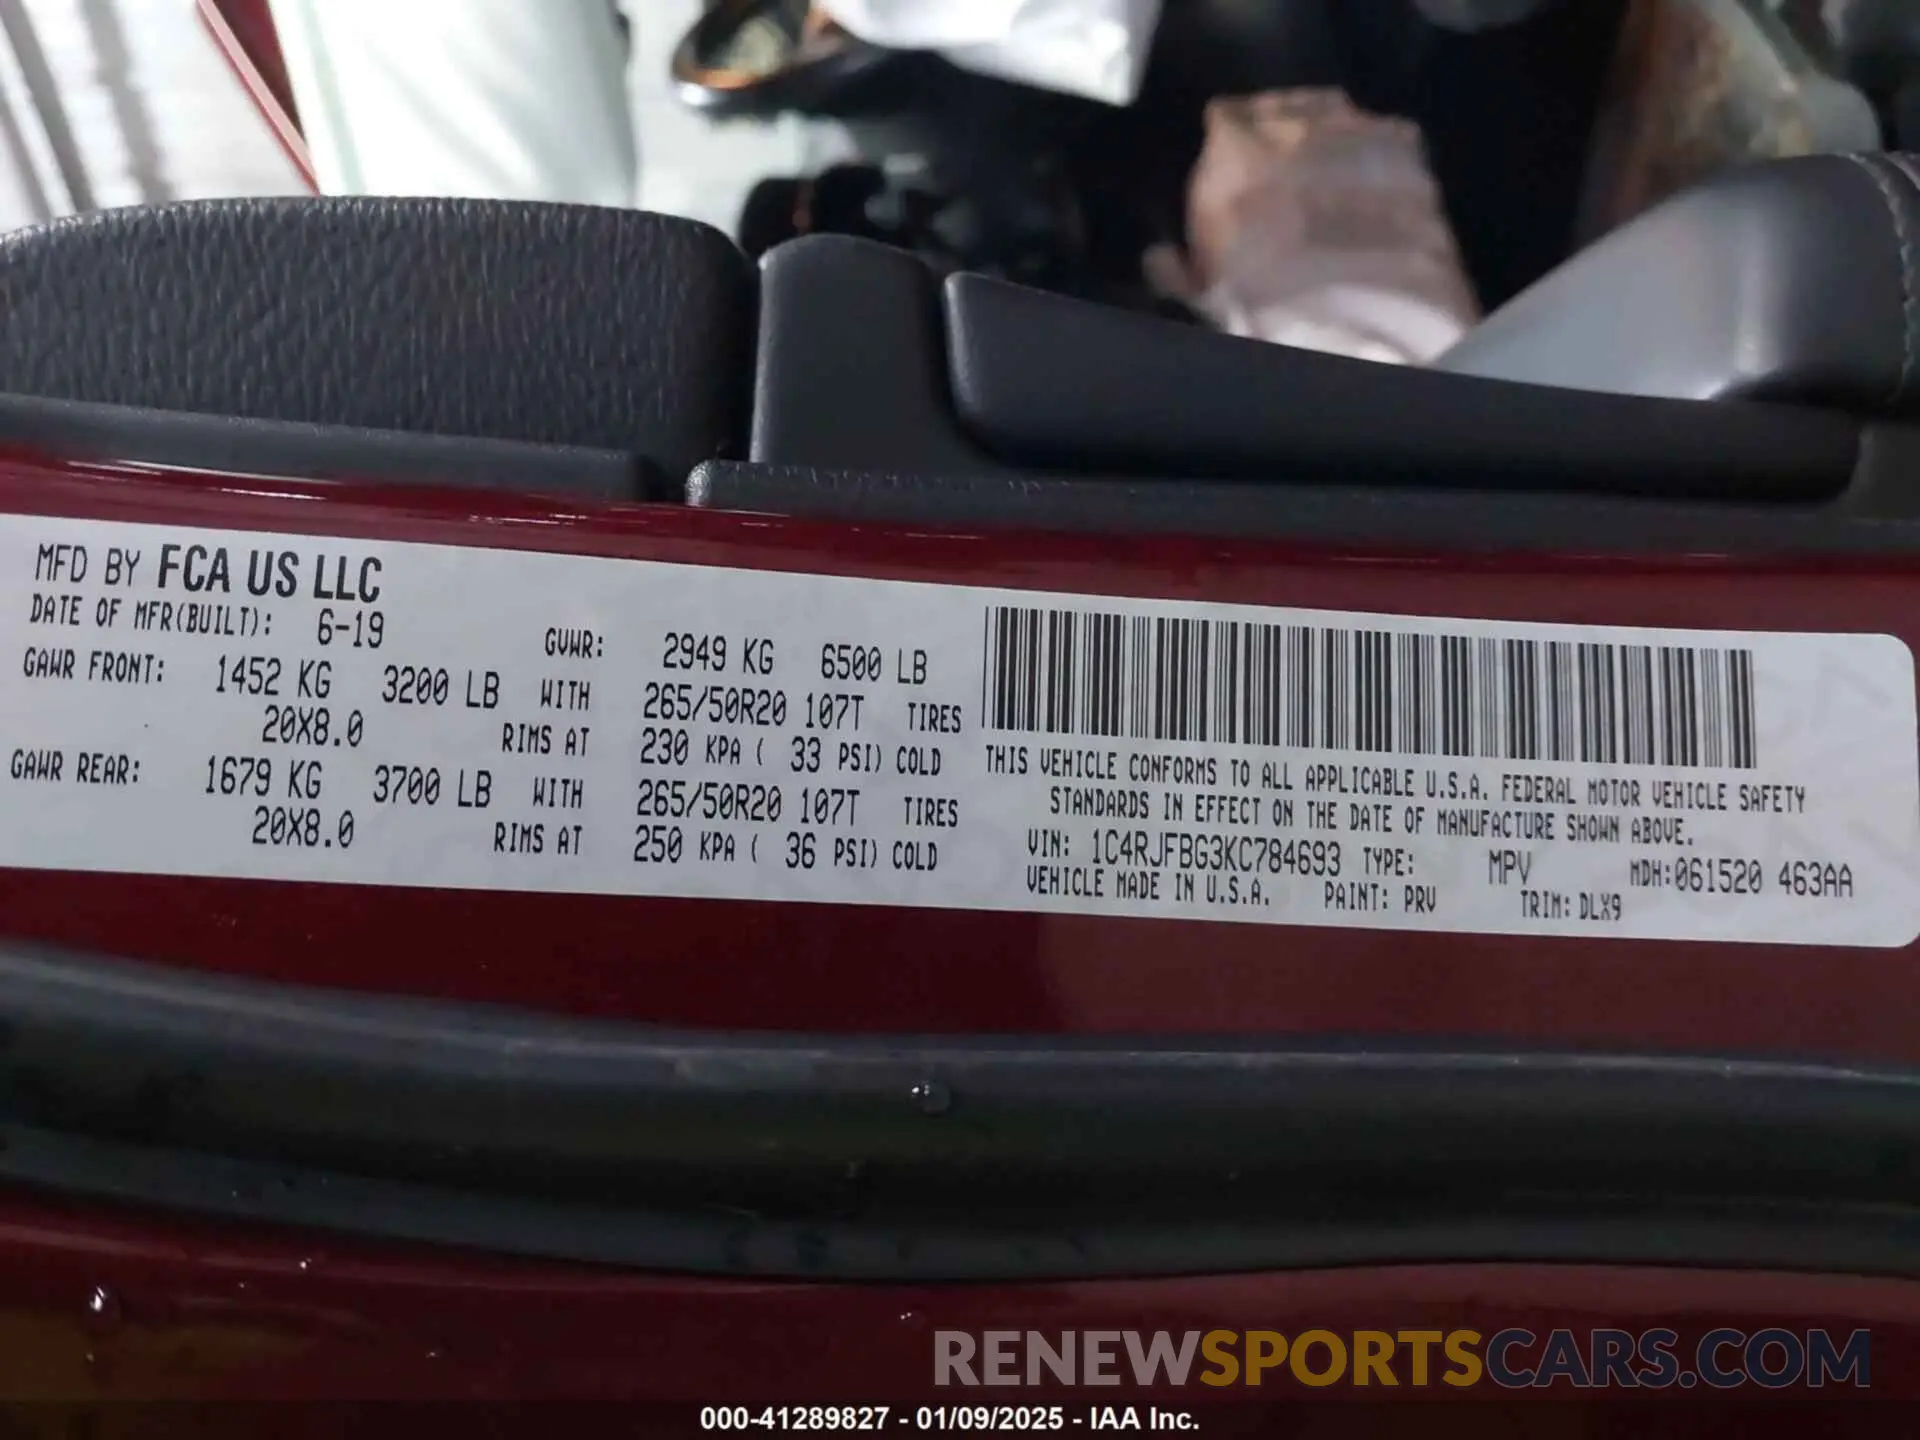 MFD BY FCA US LLC
DATE OF MFR(BUILT): 6-19 GVWR: 2949 KG 6500 LB
GAWR FRONT: 1452 KG 3200 LB WITH 265/50R20 107T TIRES
20X8.0 RIMS AT 230 KPA ( 33 PSI) COLD
GAWR REAR: 1679 KG 3700 LB WITH 265/50R20 107T TIRES
20X8.0 RIMS AT 250 KPA ( 36 PSI) COLD
THIS VEHICLE CONFORMS TO ALL APPLICABLE U.S.A. FEDERAL MOTOR VEHICLE SAFETY
STANDARDS IN EFFECT ON THE DATE OF MANUFACTURE SHOWN ABOVE.
VIN: 1C4RJFBG3KC784693 TYPE: MPV MDH:061520 463AA
VEHICLE MADE IN U.S.A. PAINT: PRV TRIM: DLX9
RENEWSPORTSCARS.COM
000-41289827 - 01/09/2025 - IAA Inc.